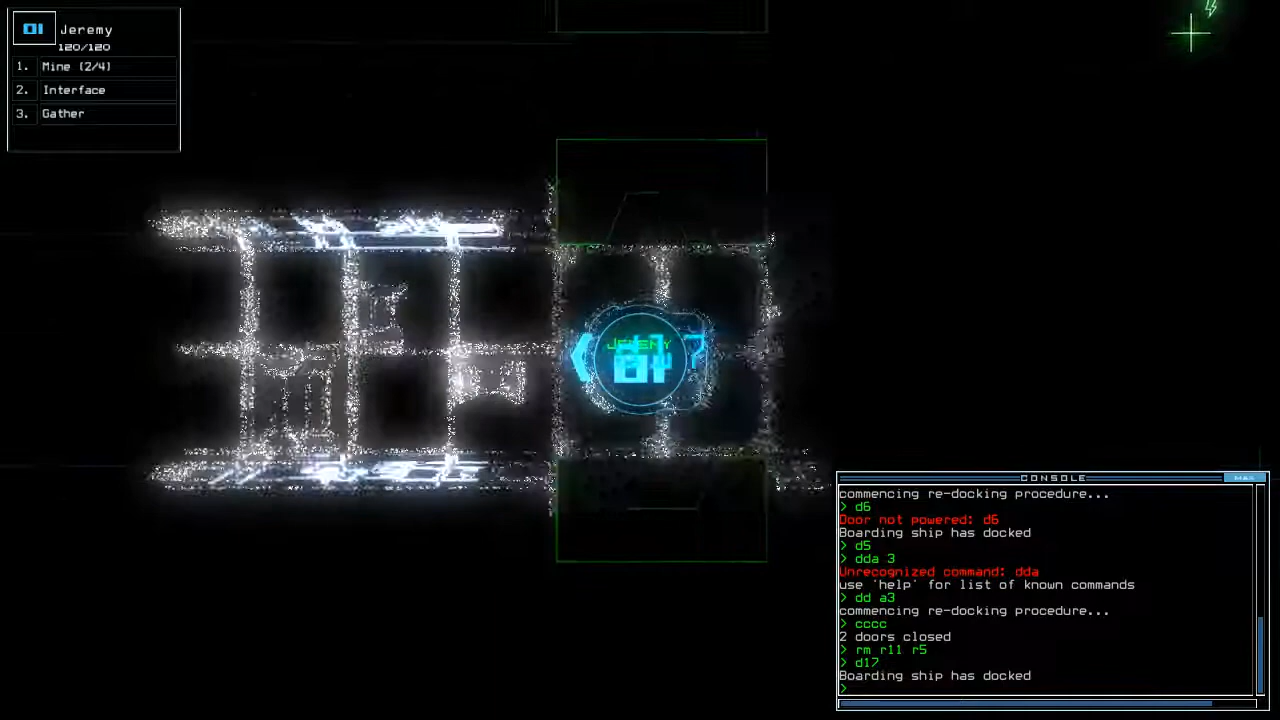 01 Jeremy
120/120
1. Mine (2/4)
2. Interface
3. Gather
JEREMY
01
CONSOLE
commencing re-docking procedure...
> d6
Door not powered: d6
Boarding ship has docked
> d5
> dda 3
Unrecognized command: dda
use 'help' for list of known commands
> dd a3
commencing re-docking procedure...
> cccc
2 doors closed
> rm r11 r5
> d17
Boarding ship has docked
>